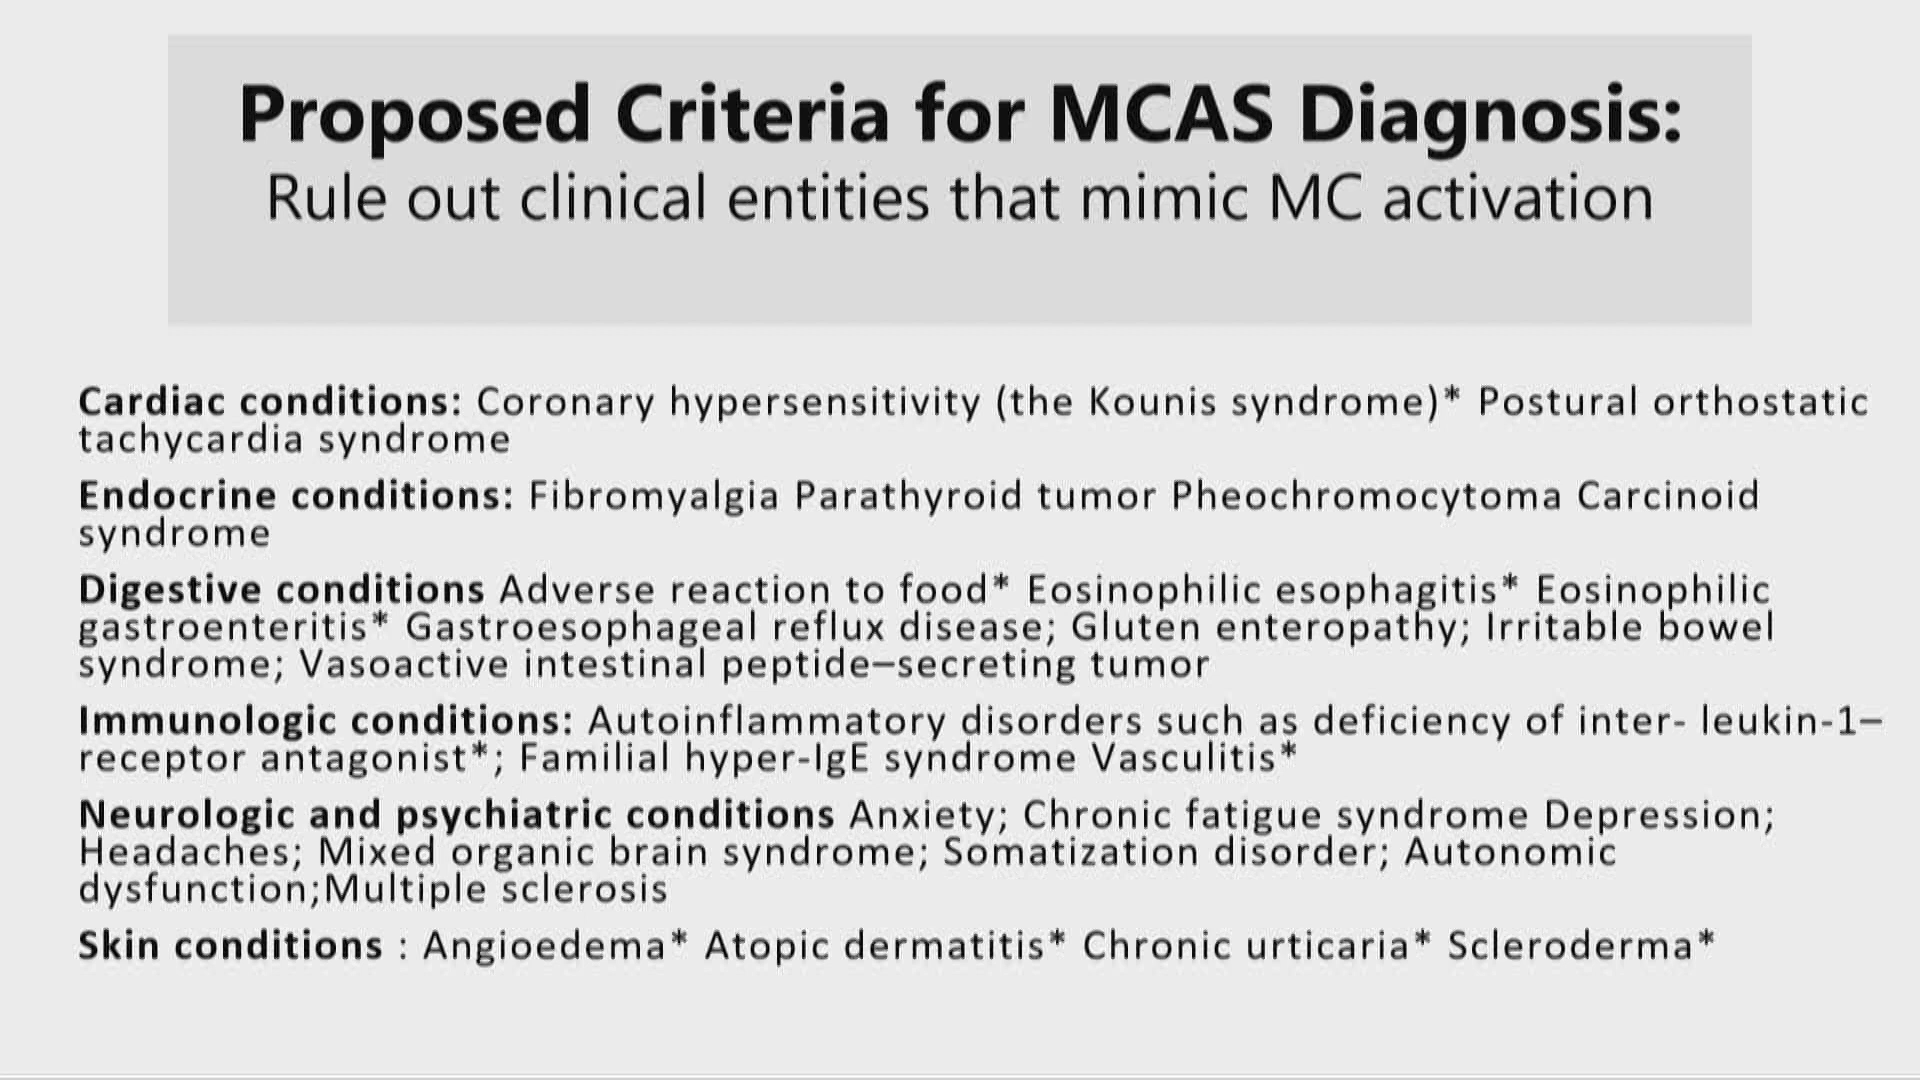 Proposed Criteria for MCAS Diagnosis:
Rule out clinical entities that mimic MC activation
Cardiac conditions: Coronary hypersensitivity (the Kounis syndrome)* Postural orthostatic
tachycardia syndrome
Endocrine conditions: Fibromyalgia Parathyroid tumor Pheochromocytoma Carcinoid
syndrome
Digestive conditions Adverse reaction to food* Eosinophilic esophagitis* Eosinophilic
gastroenteritis* Gastroesophageal reflux disease; Gluten enteropathy; Irritable bowel
syndrome; Vasoactive intestinal peptide–secreting tumor
Immunologic conditions: Autoinflammatory disorders such as deficiency of inter- leukin-1–
receptor antagonist*; Familial hyper-IgE syndrome Vasculitis*
Neurologic and psychiatric conditions Anxiety; Chronic fatigue syndrome Depression;
Headaches; Mixed organic brain syndrome; Somatization disorder; Autonomic
dysfunction;Multiple sclerosis
Skin conditions : Angioedema* Atopic dermatitis* Chronic urticaria* Scleroderma*